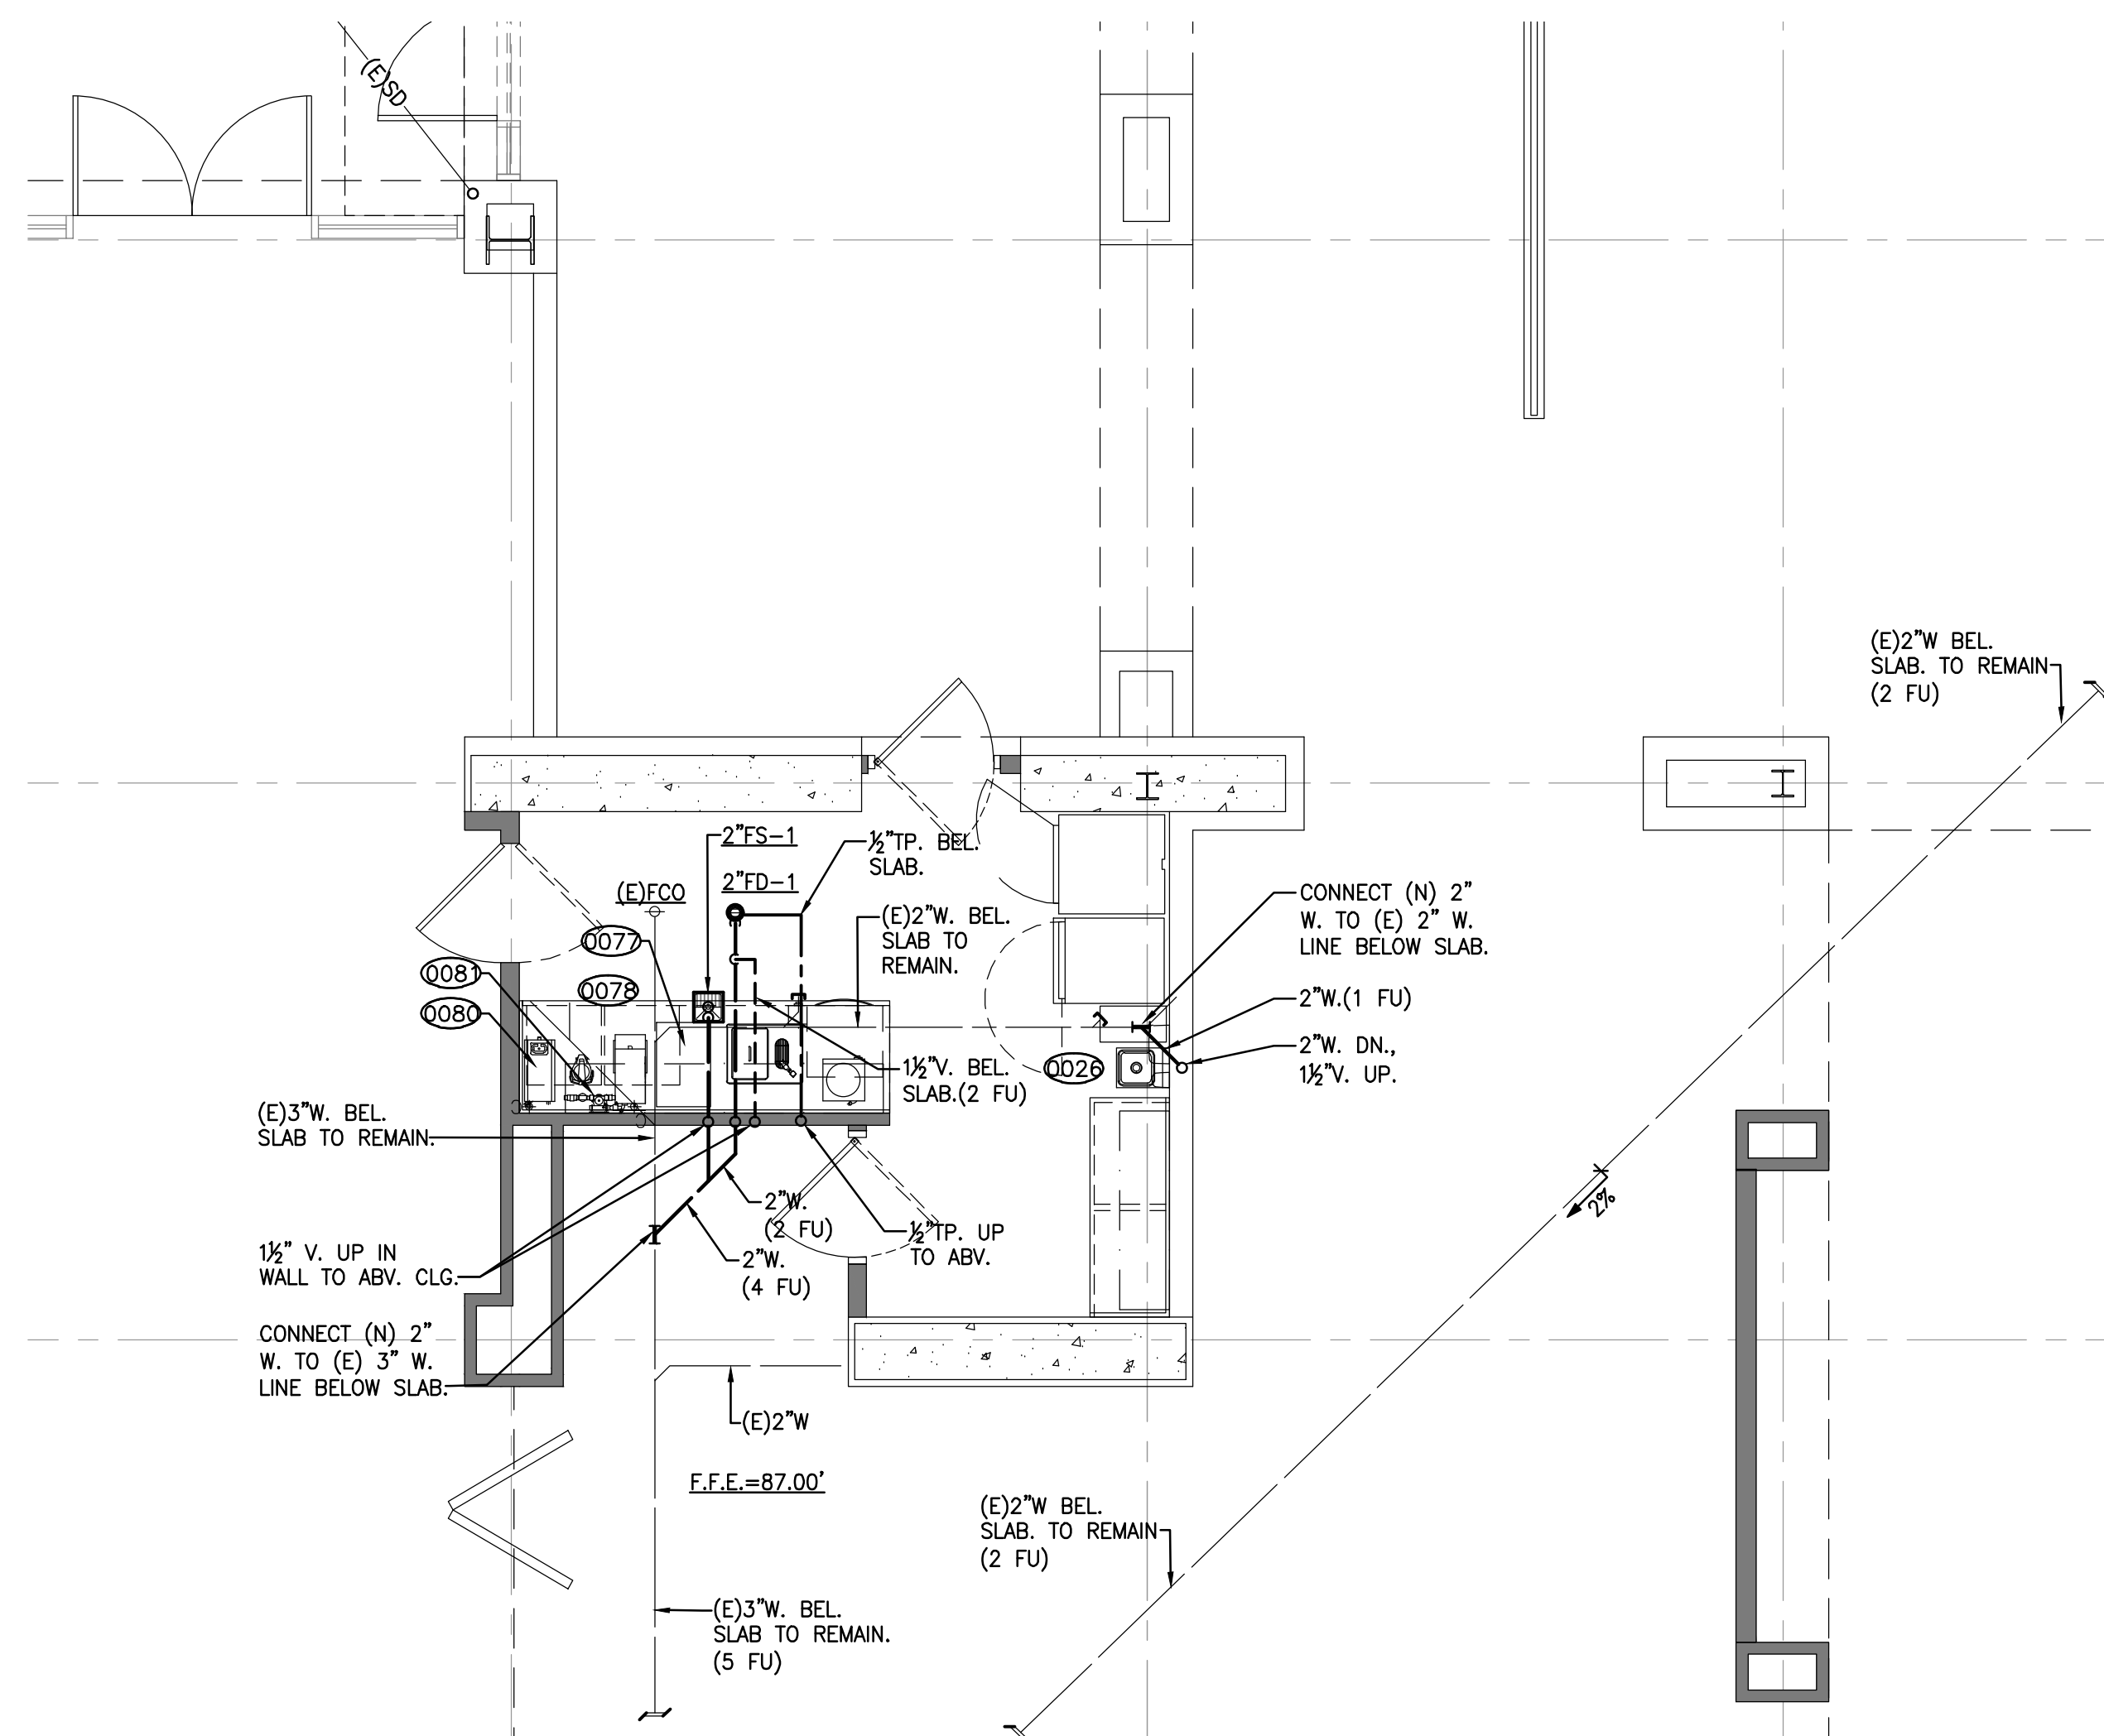 (E)SD
(E)2"W BEL.
SLAB. TO REMAIN
(2 FU)
2"FS-1
½"TP. BEL.
SLAB.
2"FD-1
(E)FCO
(E)2"W. BEL.
SLAB TO
REMAIN.
CONNECT (N) 2"
W. TO (E) 2" W.
LINE BELOW SLAB.
0077
0081
0078
0080
2"W.(1 FU)
2"W. DN.,
1½"V. UP.
0026
1½"V. BEL.
SLAB.(2 FU)
(E)3"W. BEL.
SLAB TO REMAIN.
2%
2"W.
(2 FU)
½"TP. UP
TO ABV.
1½" V. UP IN
WALL TO ABV. CLG.
2"W.
(4 FU)
CONNECT (N) 2"
W. TO (E) 3" W.
LINE BELOW SLAB.
(E)2"W
F.F.E.=87.00'
(E)2"W BEL.
SLAB. TO REMAIN
(2 FU)
(E)3"W. BEL.
SLAB TO REMAIN.
(5 FU)